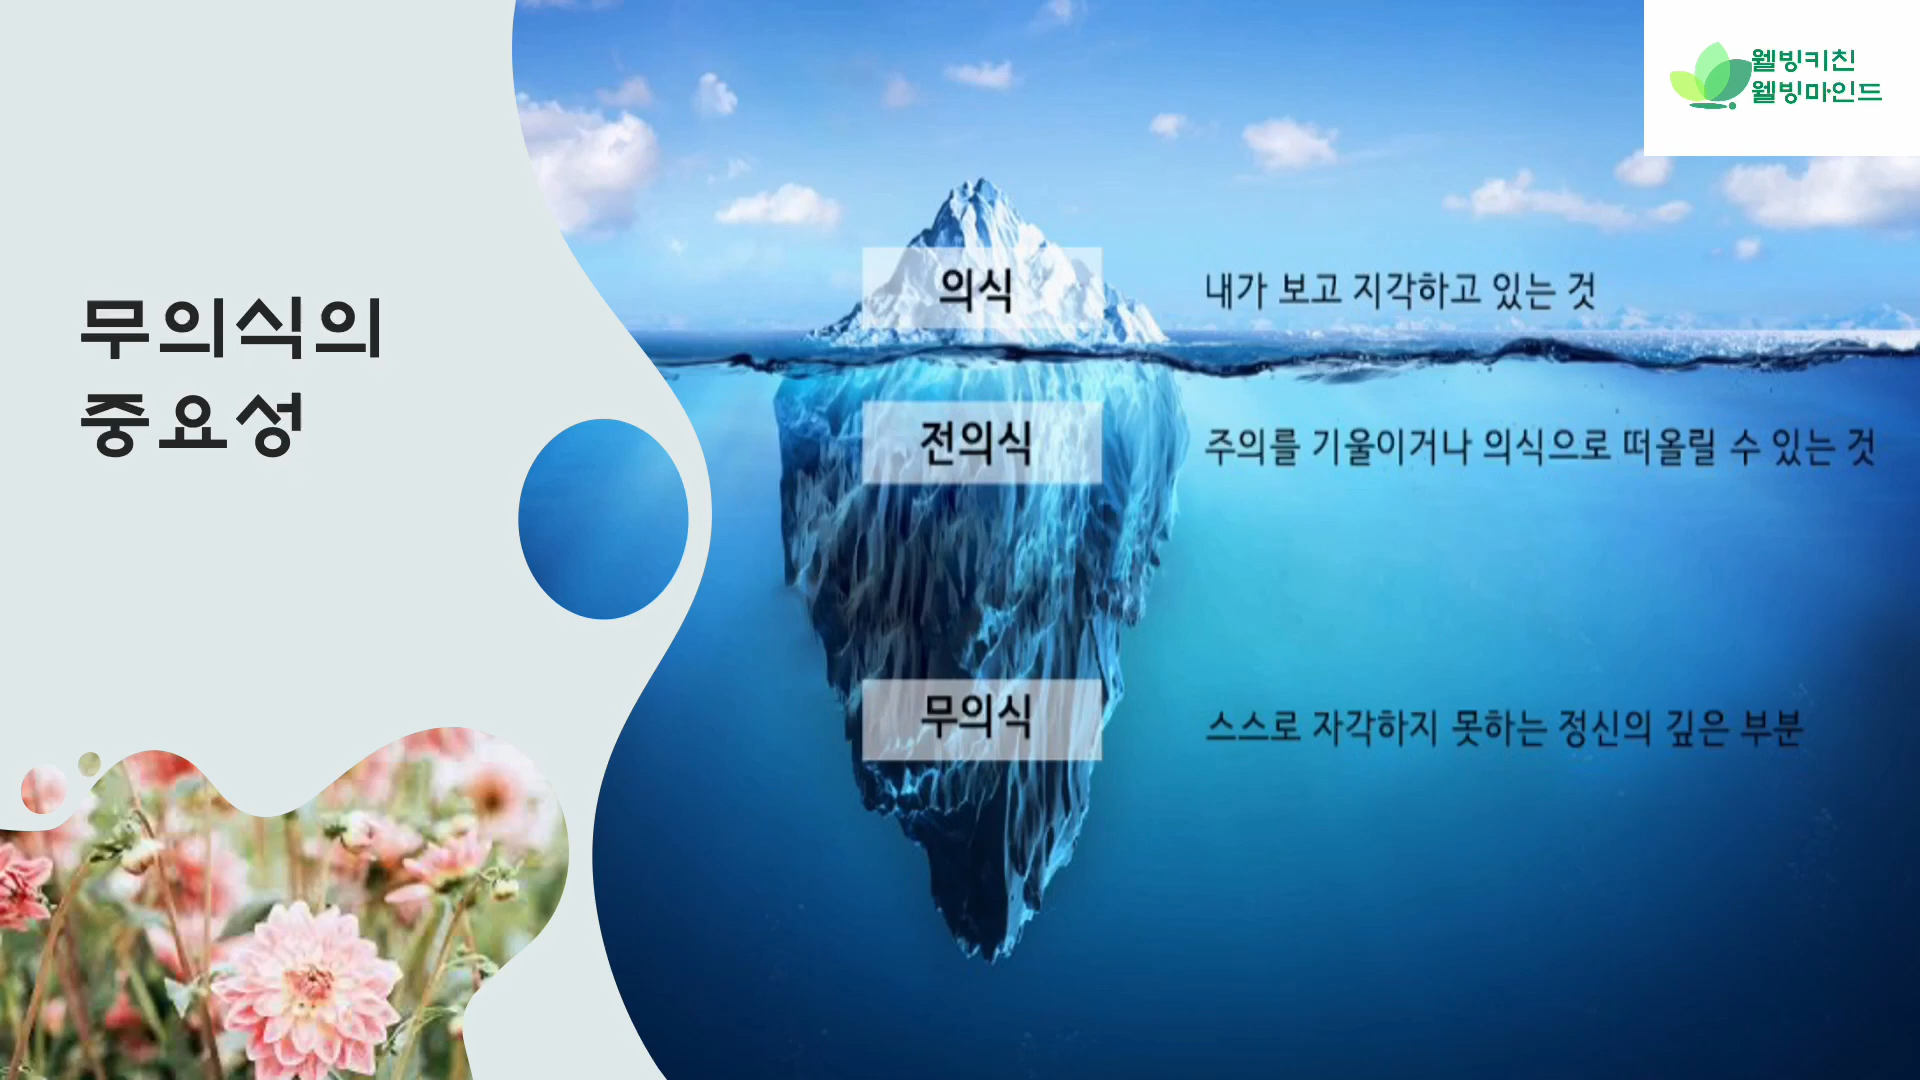 웰빙키친
웰빙마인드
무의식의
중요성
의식
내가 보고 지각하고 있는 것
전의식
주의를 기울이거나 의식으로 떠올릴 수 있는 것
무의식
스스로 자각하지 못하는 정신의 깊은 부분